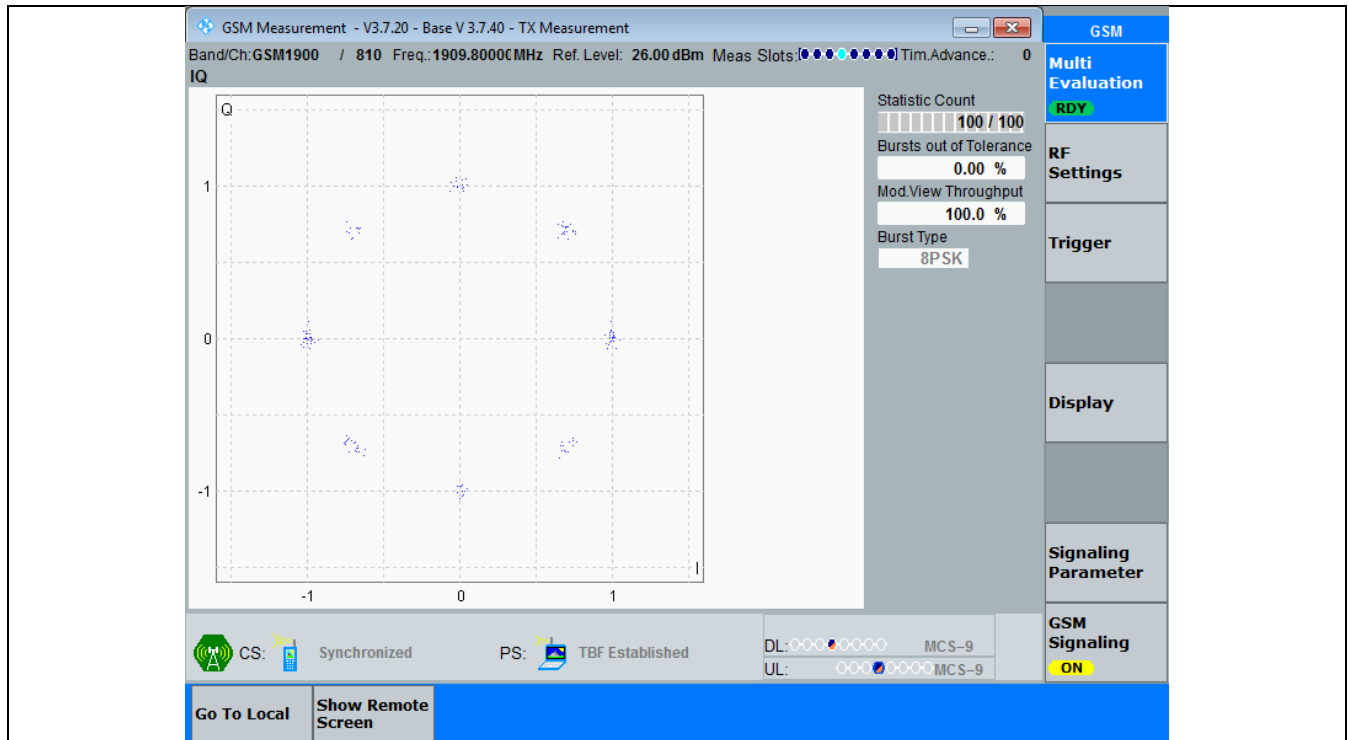 GSM Measurement - V3.7.20 - Base V 3.7.40 - TX Measurement
GSM
Band/Ch:GSM1900 / 810 Freq.:1909.80000MHz Ref. Level: 26.00 dBm Meas Slots: Tim.Advance.: 0
IQ
Multi
Evaluation
RDY
Q
Statistic Count
100 / 100
Bursts out of Tolerance
0.00 %
Mod.View Throughput
100.0 %
Burst Type
8PSK
RF
Settings
Trigger
1
0
-1
I
-1 0 1
Display
Signaling
Parameter
GSM
Signaling
ON
CS: Synchronized PS: TBF Established
DL: MCS-9
UL: MCS-9
Go To Local
Show Remote
Screen